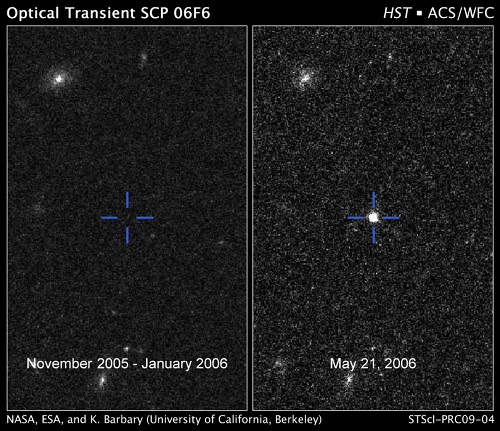 Optical Transient SCP 06F6
HST ▪ ACS/WFC
November 2005 - January 2006
May 21, 2006
NASA, ESA, and K. Barbary (University of California, Berkeley)
STScI-PRC09-04